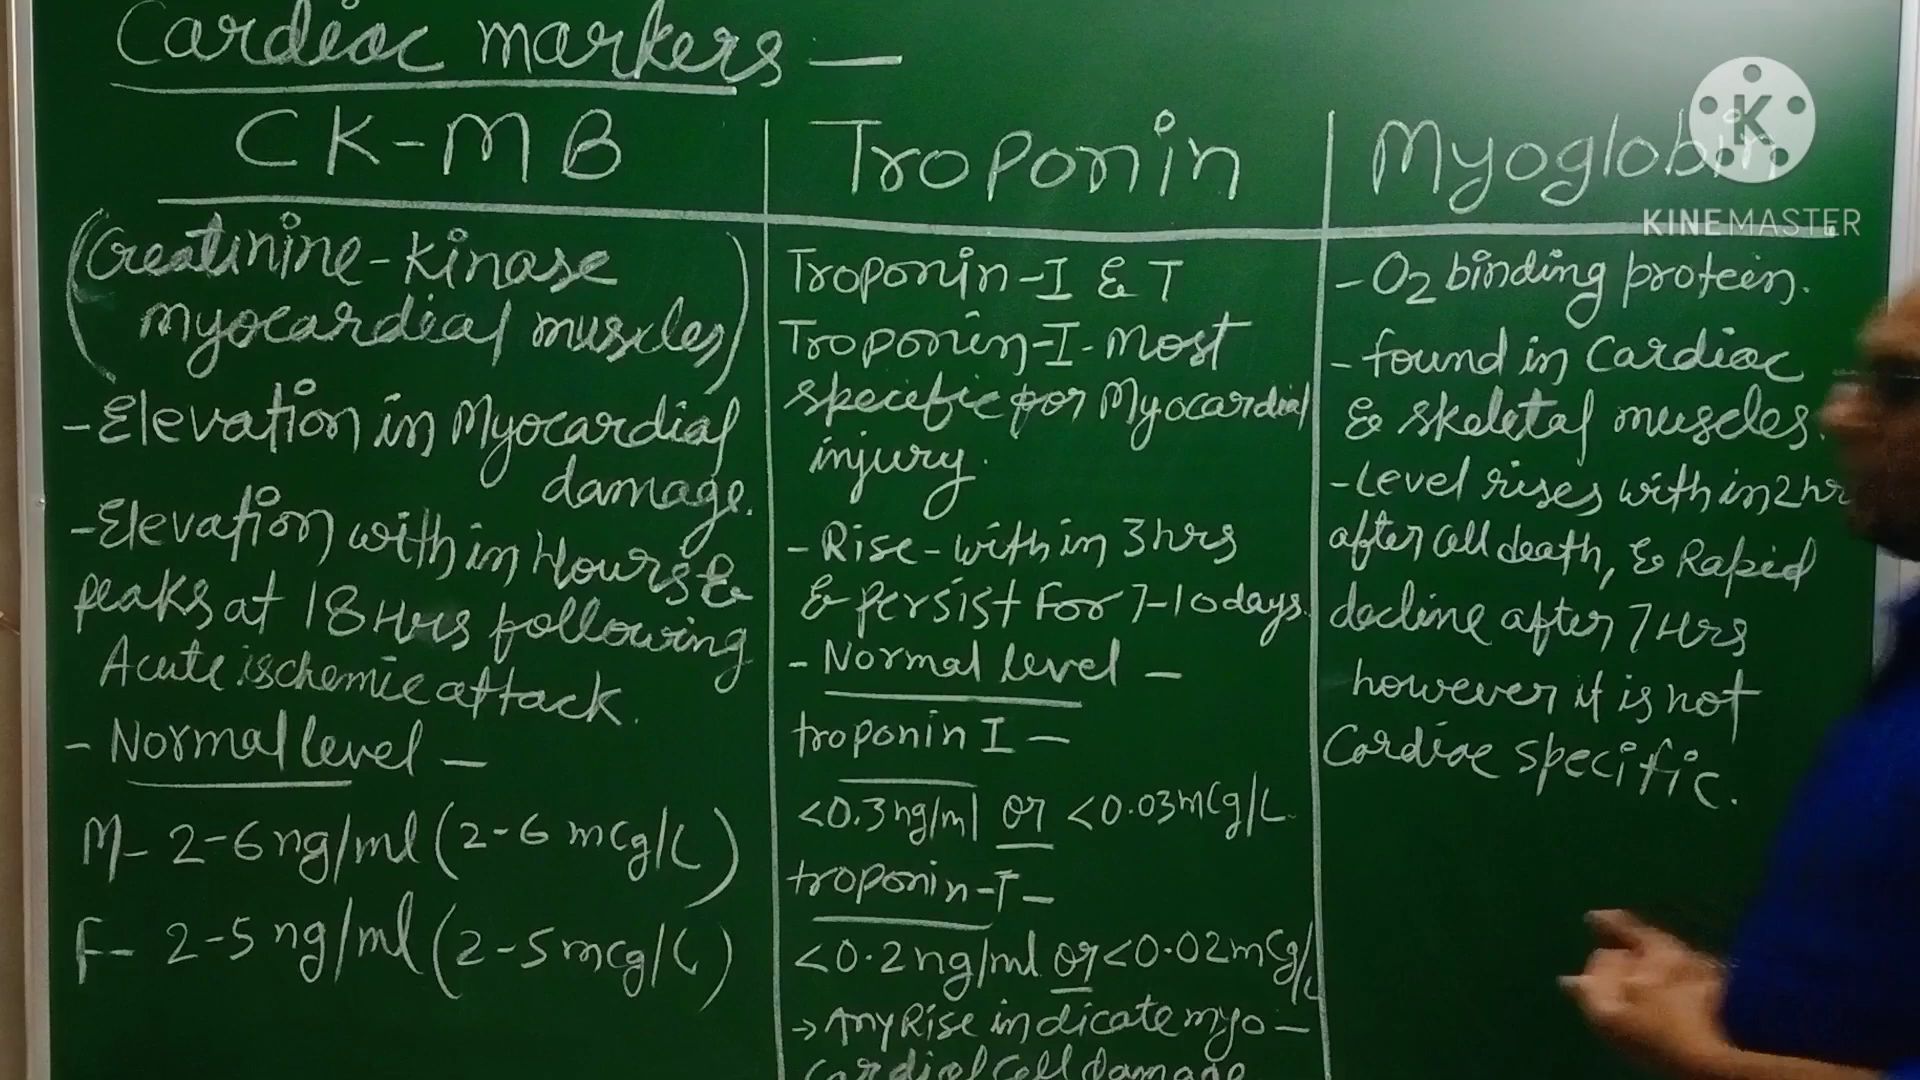 Cardiac markers —
CK-MB
(Creatinine-Kinase
myocardial muscles)
- Elevation in Myocardial
damage.
- Elevation with in Hours &
peaks at 18 Hrs following
Acute ischemic attack.
- Normal level —
M- 2-6 ng/ml (2-6 mcg/L)
F- 2-5 ng/ml (2-5 mcg/L)
Troponin
Troponin-I & T
Troponin-I- Most
specific for Myocardial
injury.
- Rise - with in 3 hrs
& Persist For 7-10 days.
- Normal level —
troponin I —
<0.3 ng/ml or <0.03 mcg/L
troponin-T —
<0.2 ng/ml or <0.02 mcg/L
→ Any Rise indicate myo-
cardial cell damage
Myoglobin
- O2 binding protein.
- found in Cardiac
& skeletal muscles.
- Level rises with in 2 hr
after cell death, & Rapid
decline after 7 Hrs
however it is not
Cardiac specific.
K
KINEMASTER